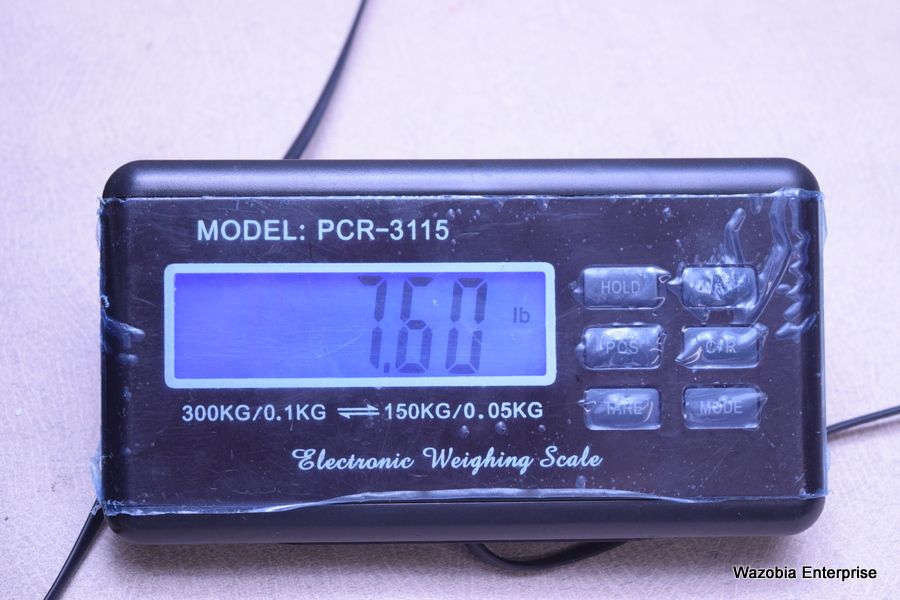 MODEL: PCR-3115
7.60 lb
HOLD
PCS
TARE MODE
300KG/0.1KG ⇌ 150KG/0.05KG
Electronic Weighing Scale
Wazobia Enterprise